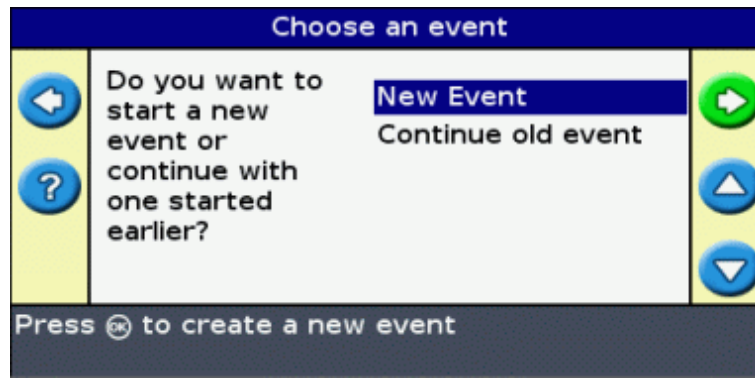 Choose an event
Do you want to
start a new
event or
continue with
one started
earlier?
New Event
Continue old event
?
Press OK to create a new event